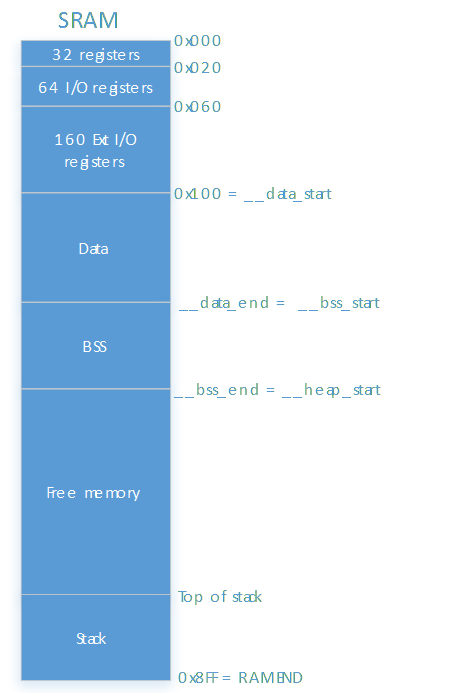 SRAM
0x000
32 registers
0x020
64 I/O registers
0x060
160 Ext I/O
registers
0x100 = __data_start
Data
__data_end = __bss_start
BSS
__bss_end = __heap_start
Free memory
Top of stack
Stack
0x8FF = RAMEND